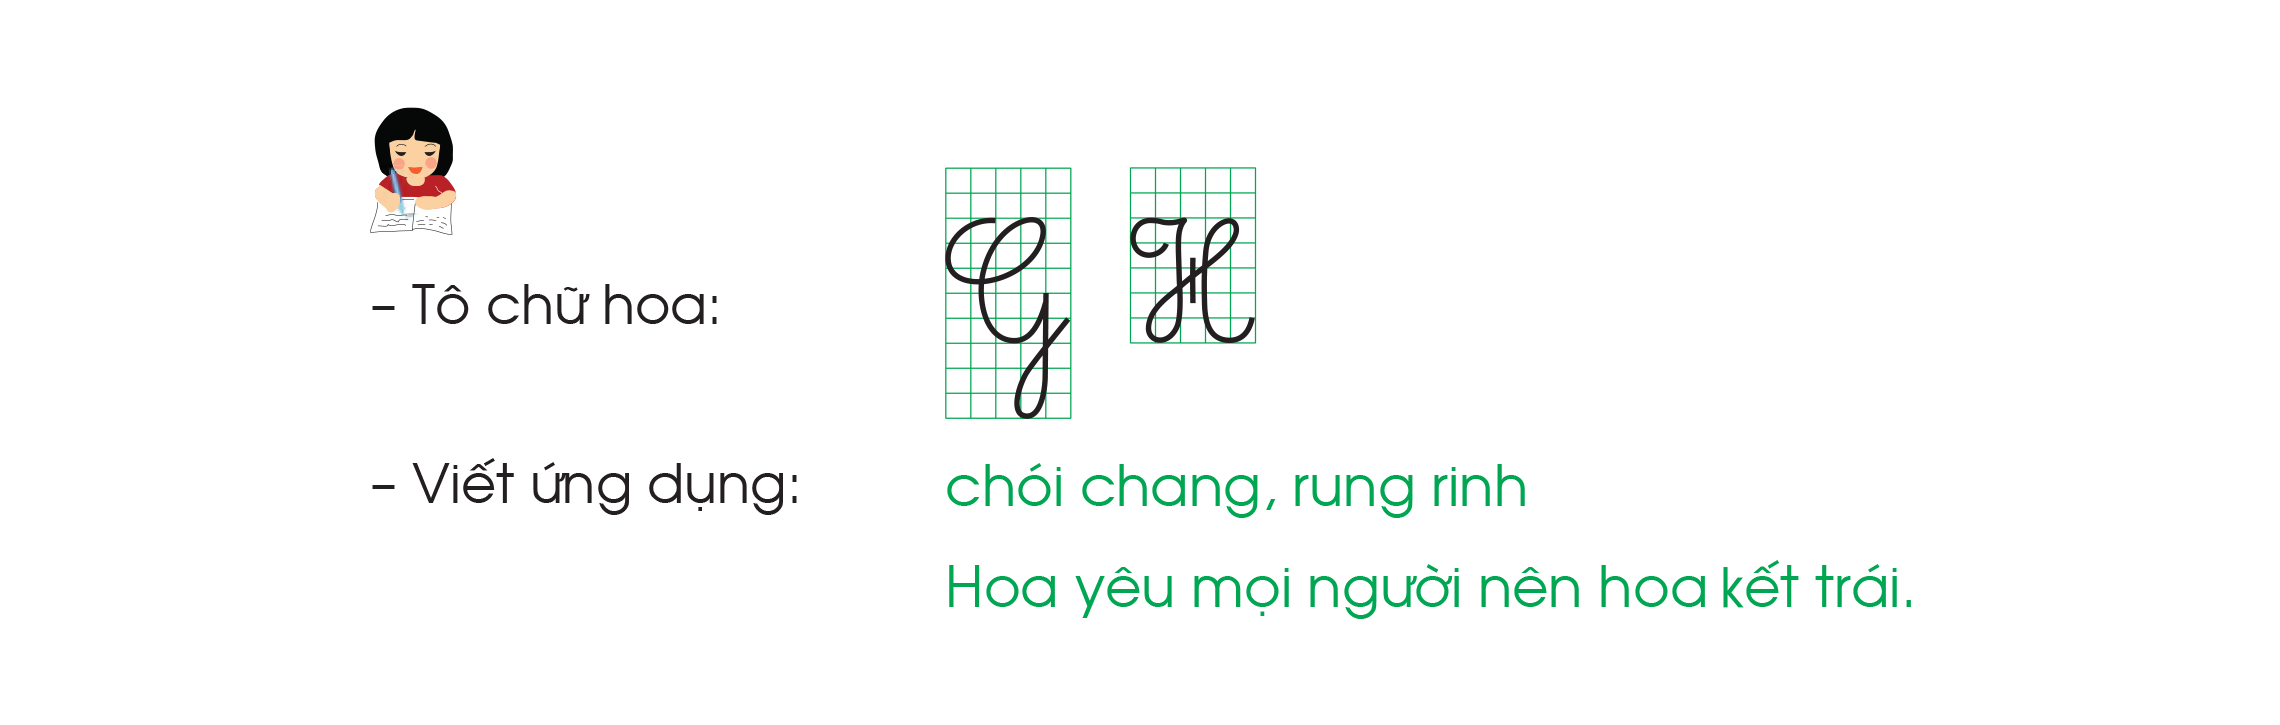 – Tô chữ hoa: G H
– Viết ứng dụng: chói chang, rung rinh
Hoa yêu mọi người nên hoa kết trái.